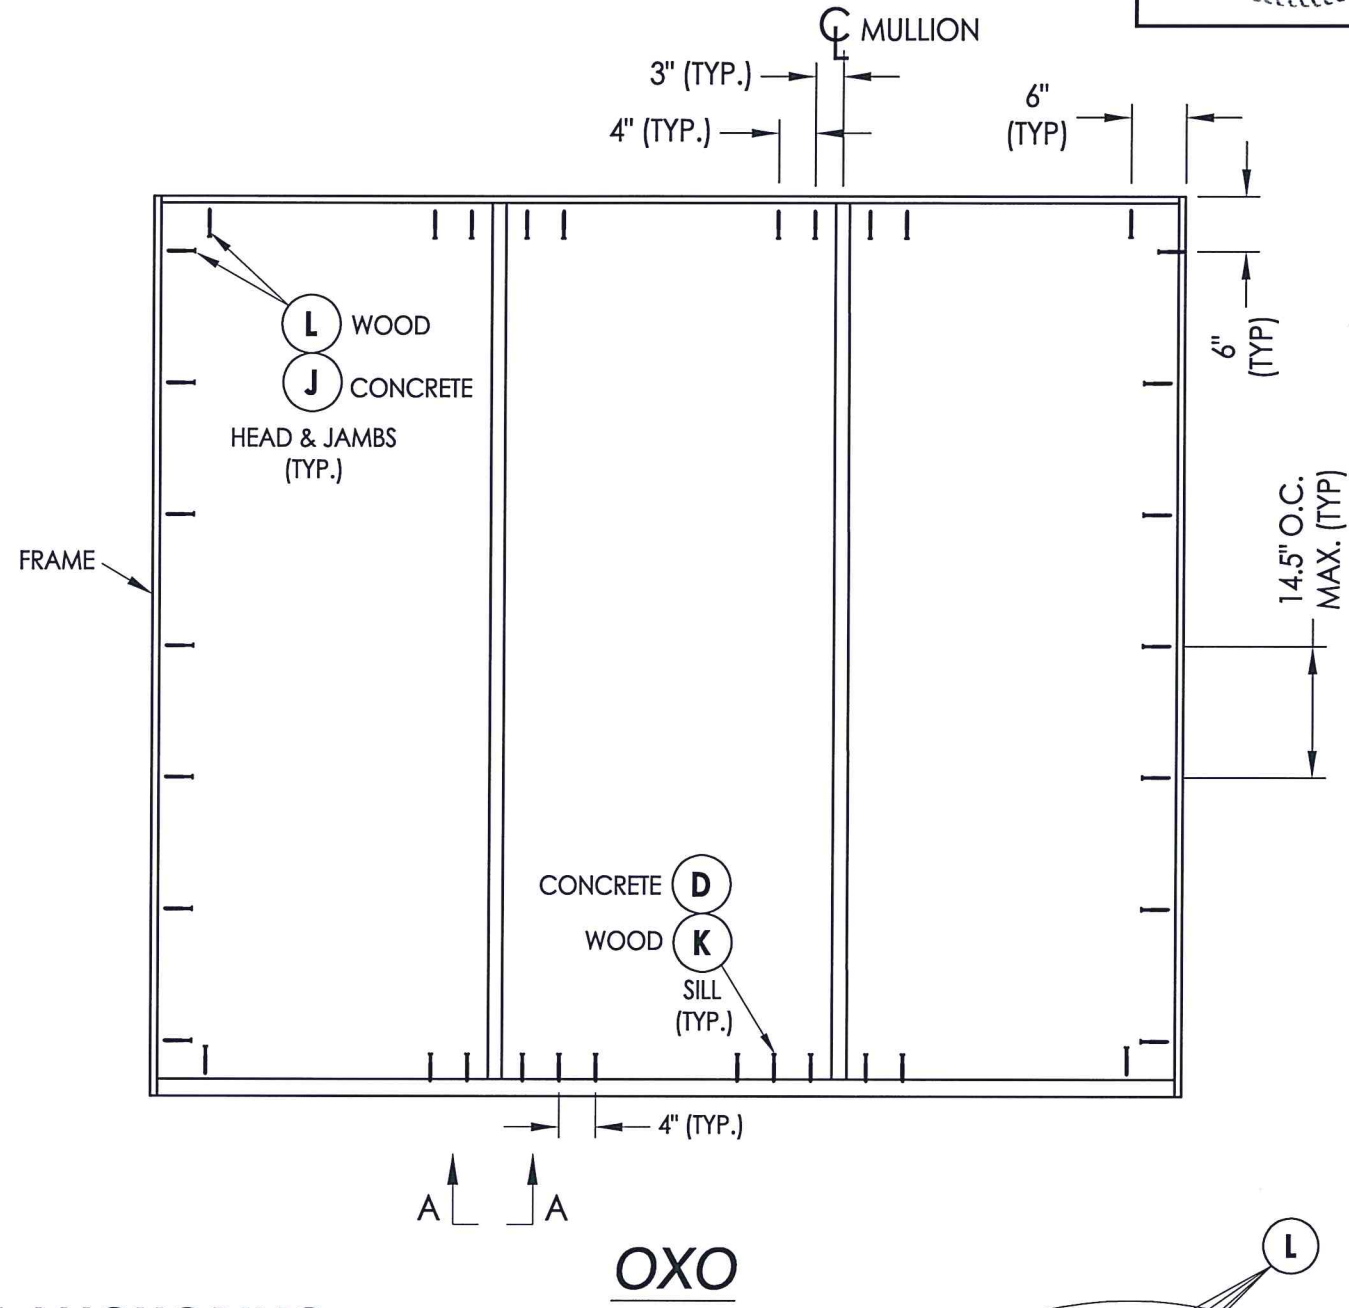 CL MULLION
3" (TYP.)
4" (TYP.)
6"
(TYP)
6"
(TYP)
L WOOD
J CONCRETE
HEAD & JAMBS
(TYP.)
14.5" O.C.
MAX. (TYP)
FRAME
CONCRETE D
WOOD K
SILL
(TYP.)
4" (TYP.)
A A
OXO
L